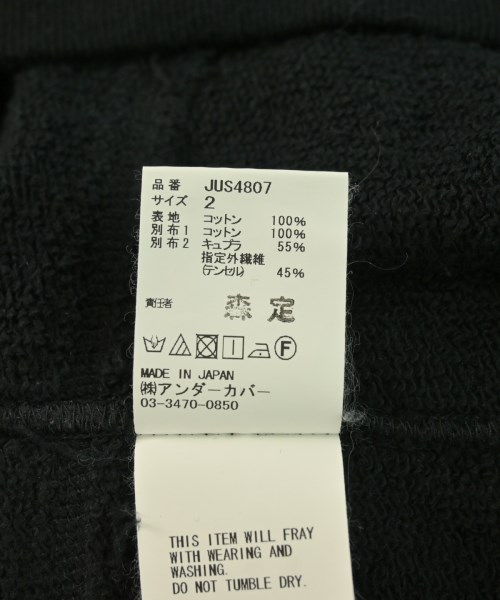 品番 JUS4807
サイズ 2
表地 コットン 100%
別布1 コットン 100%
別布2 キュプラ 55%
指定外繊維
(テンセル) 45%
責任者 森 定
F
MADE IN JAPAN
㈱アンダーカバー
03-3470-0850
THIS ITEM WILL FRAY
WITH WEARING AND
WASHING.
DO NOT TUMBLE DRY.